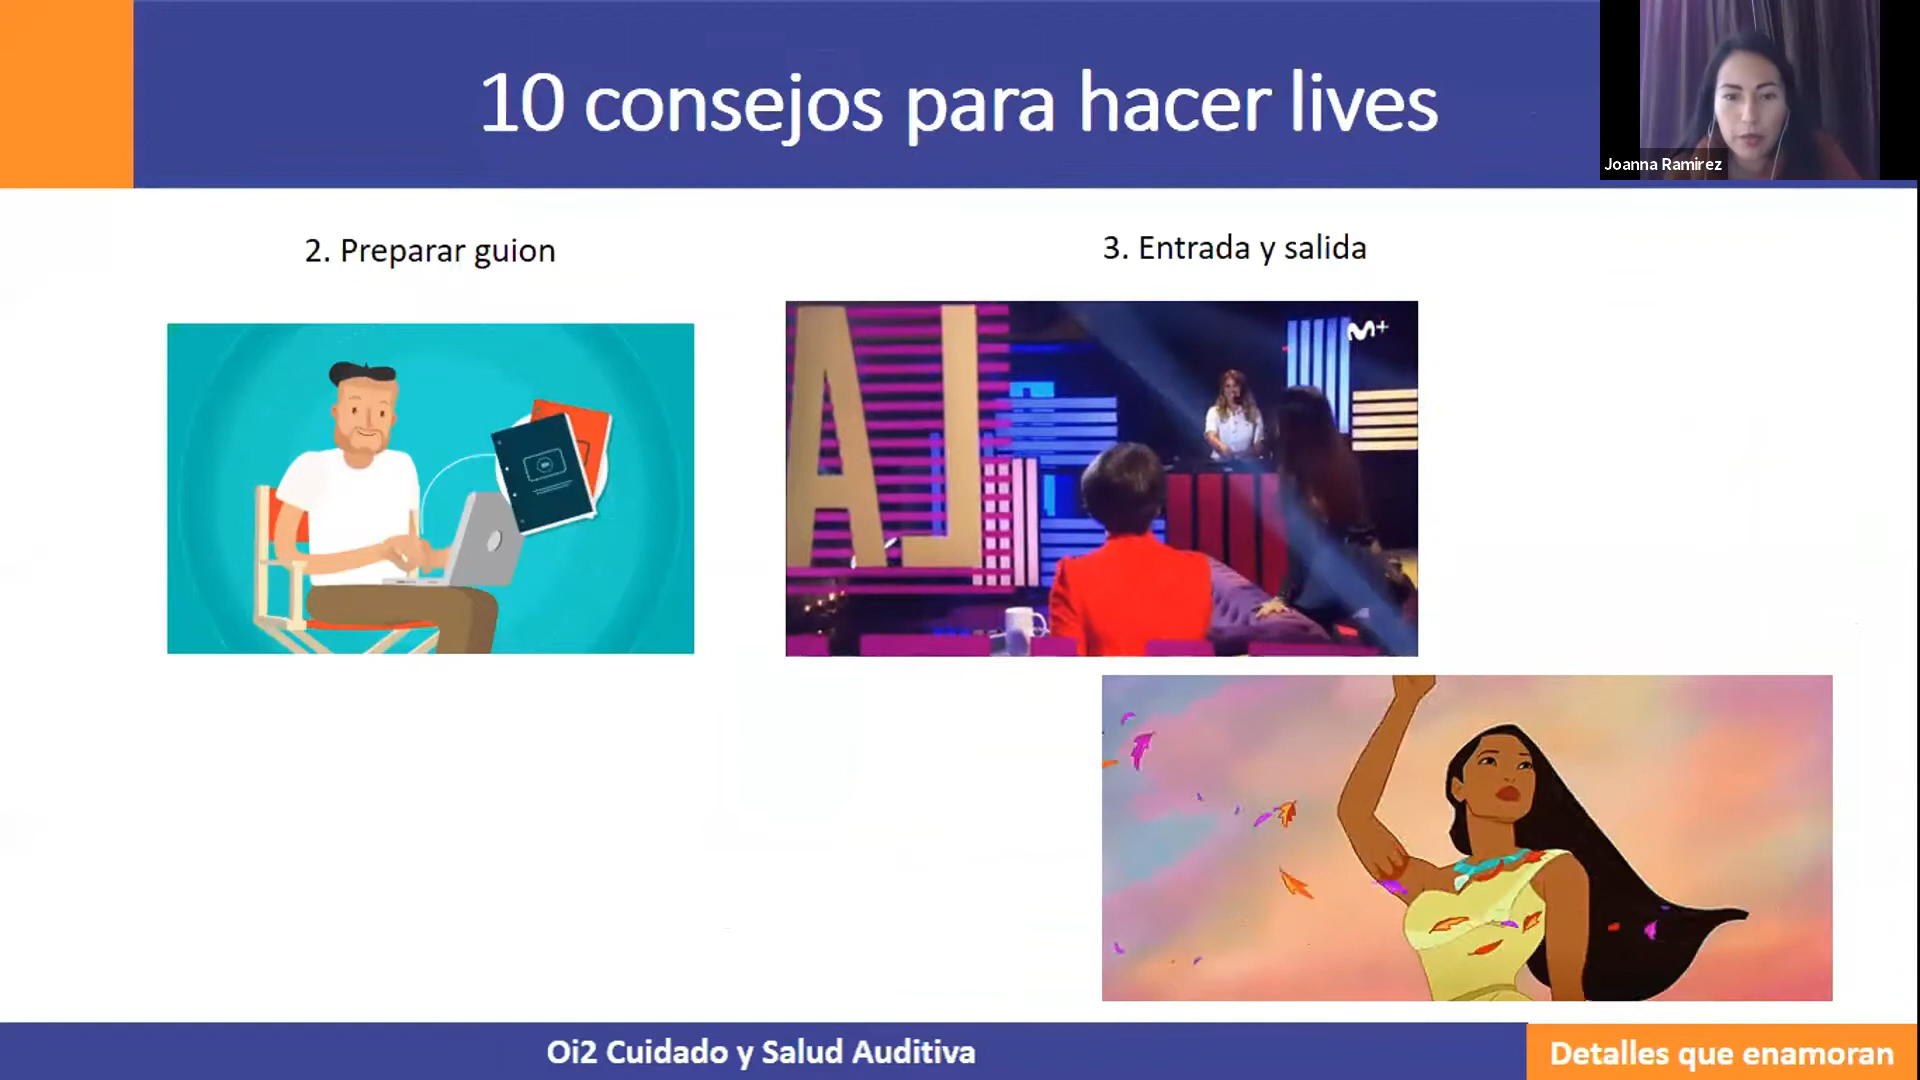 10 consejos para hacer lives
Joanna Ramirez
2. Preparar guion
3. Entrada y salida
AL
M+
Oi2 Cuidado y Salud Auditiva
Detalles que enamoran